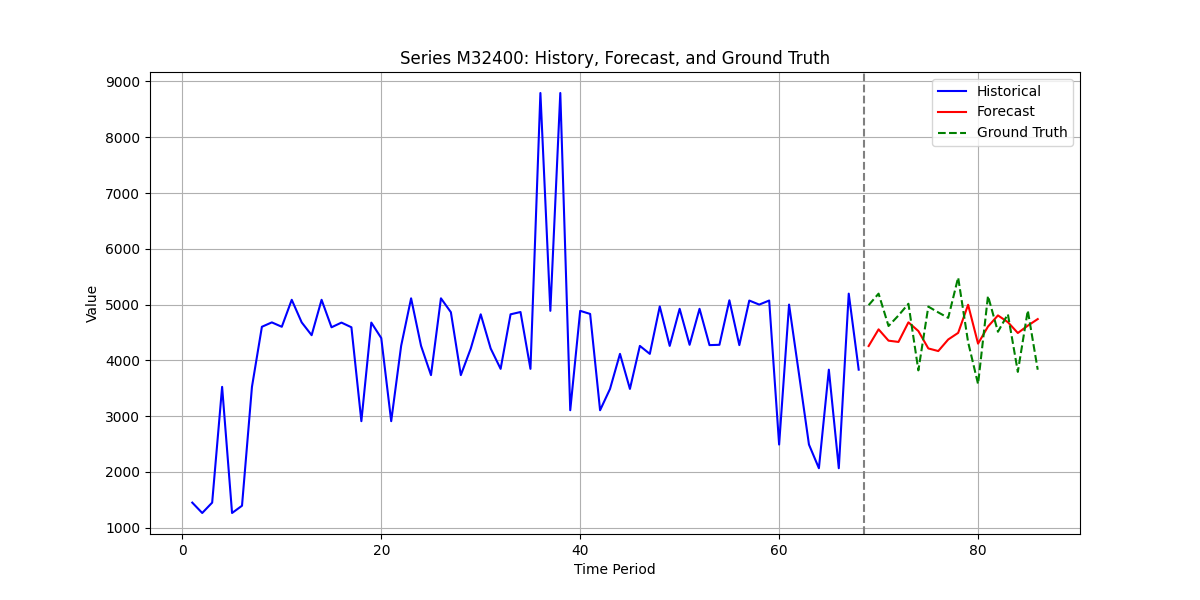 Series M32400: History, Forecast, and Ground Truth
Historical
Forecast
Ground Truth
Value
9000
8000
7000
6000
5000
4000
3000
2000
1000
0 20 40 60 80
Time Period